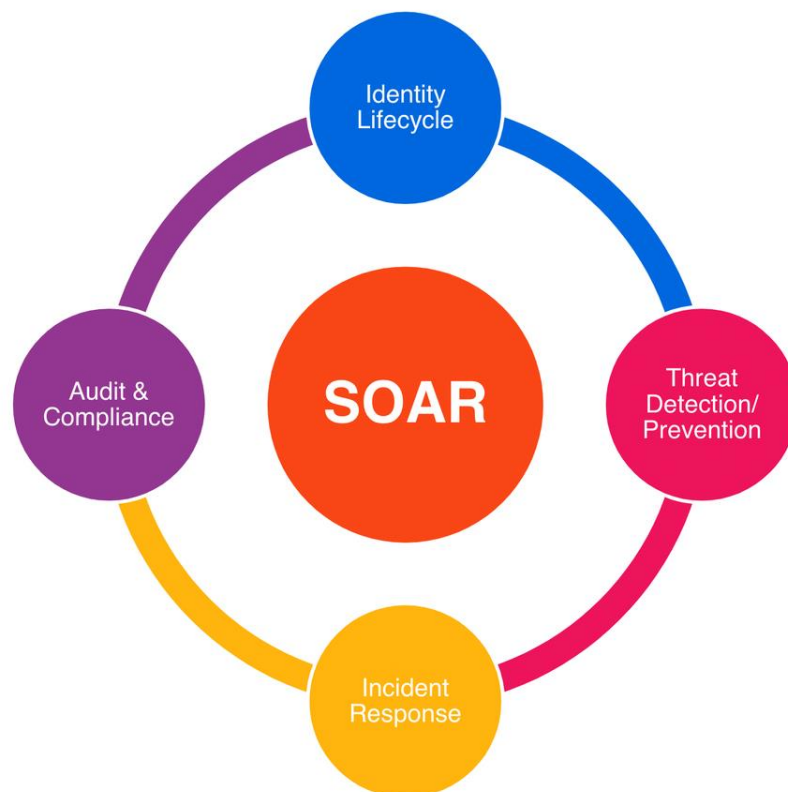 Identity
Lifecycle
Audit &
Compliance
SOAR
Threat
Detection/
Prevention
Incident
Response